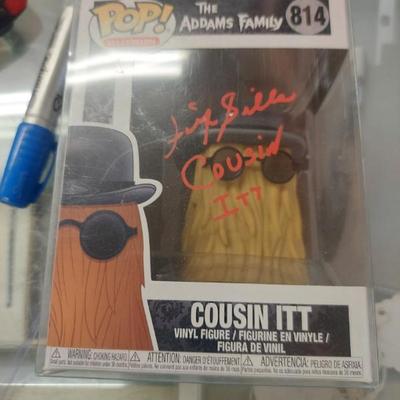 POP!
TELEVISION
THE
ADDAMS FAMILY
814
COUSIN
ITT
COUSIN ITT
VINYL FIGURE / FIGURINE EN VINYLE /
FIGURA DE VINIL
WARNING: CHOKING HAZARD.
ATTENTION: DANGER D'ÉTOUFFEMENT
ADVERTENCIA: PELIGRO DE ASFIXIA.